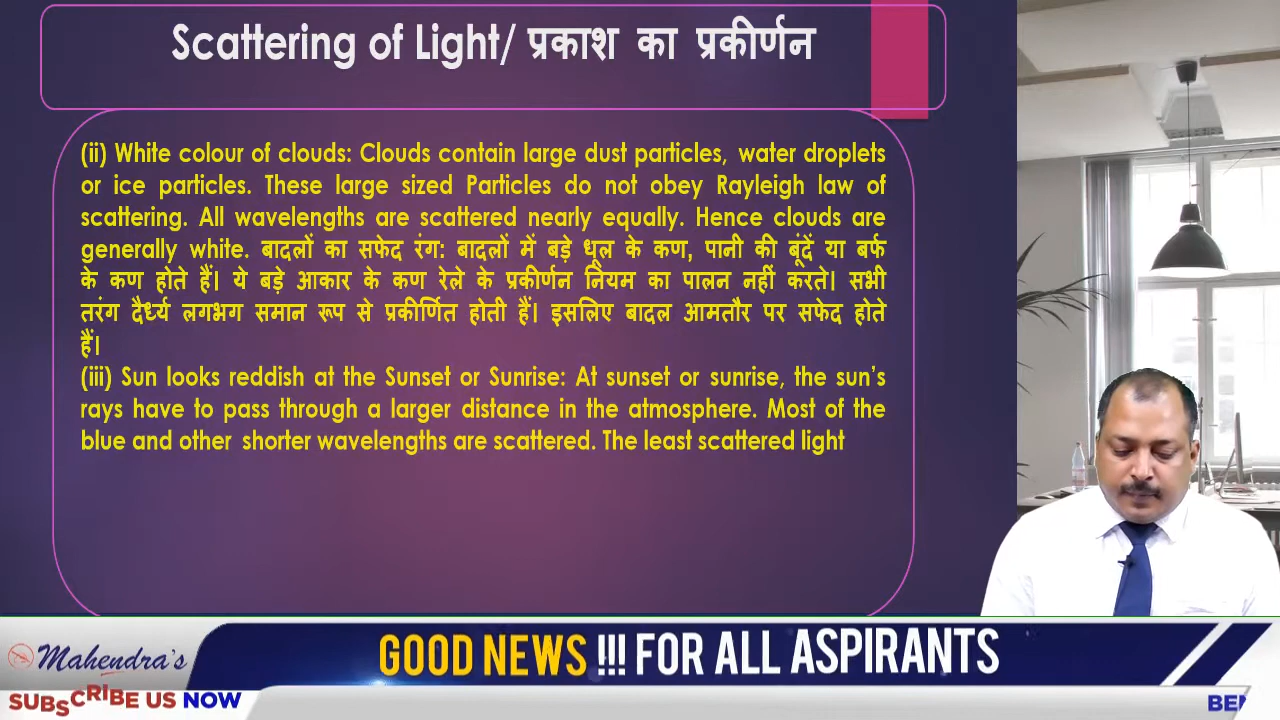 Scattering of Light/ प्रकाश का प्रकीर्णन
(ii) White colour of clouds: Clouds contain large dust particles, water droplets
or ice particles. These large sized Particles do not obey Rayleigh law of
scattering. All wavelengths are scattered nearly equally. Hence clouds are
generally white. बादलों का सफेद रंग: बादलों में बड़े धूल के कण, पानी की बूंदें या बर्फ
के कण होते हैं। ये बड़े आकार के कण रेले के प्रकीर्णन नियम का पालन नहीं करते। सभी
तरंग दैर्ध्य लगभग समान रूप से प्रकीर्णित होती हैं। इसलिए बादल आमतौर पर सफेद होते
हैं।
(iii) Sun looks reddish at the Sunset or Sunrise: At sunset or sunrise, the sun's
rays have to pass through a larger distance in the atmosphere. Most of the
blue and other shorter wavelengths are scattered. The least scattered light
Mahendra's
GOOD NEWS !!! FOR ALL ASPIRANTS
SUBSCRIBE US NOW